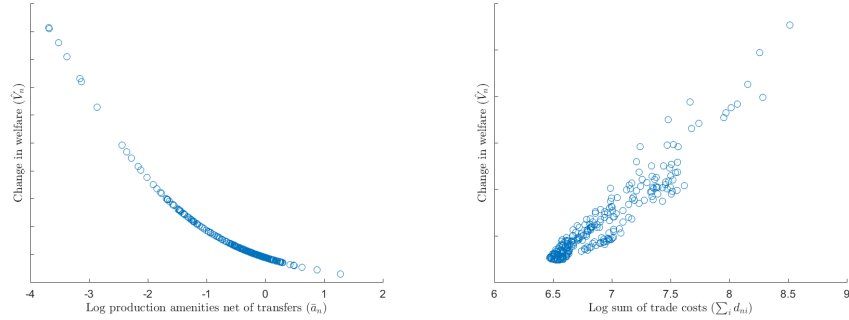 Change in welfare (V̂ₙ)
-4 -3 -2 -1 0 1 2
Log production amenities net of transfers (āₙ)
Change in welfare (V̂ₙ)
6 6.5 7 7.5 8 8.5 9
Log sum of trade costs (∑ᵢ dₙᵢ)